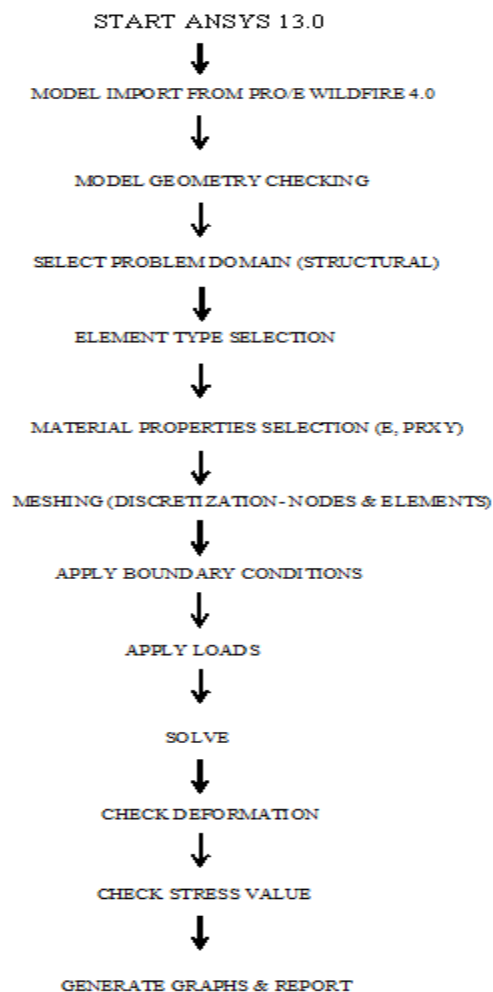 START ANSYS 13.0
MODEL IMPORT FROM PRO/E WILDFIRE 4.0
MODEL GEOMETRY CHECKING
SELECT PROBLEM DOMAIN (STRUCTURAL)
ELEMENT TYPE SELECTION
MATERIAL PROPERTIES SELECTION (E, PRXY)
MESHING (DISCRETIZATION- NODES & ELEMENTS)
APPLY BOUNDARY CONDITIONS
APPLY LOADS
SOLVE
CHECK DEFORMATION
CHECK STRESS VALUE
GENERATE GRAPHS & REPORT